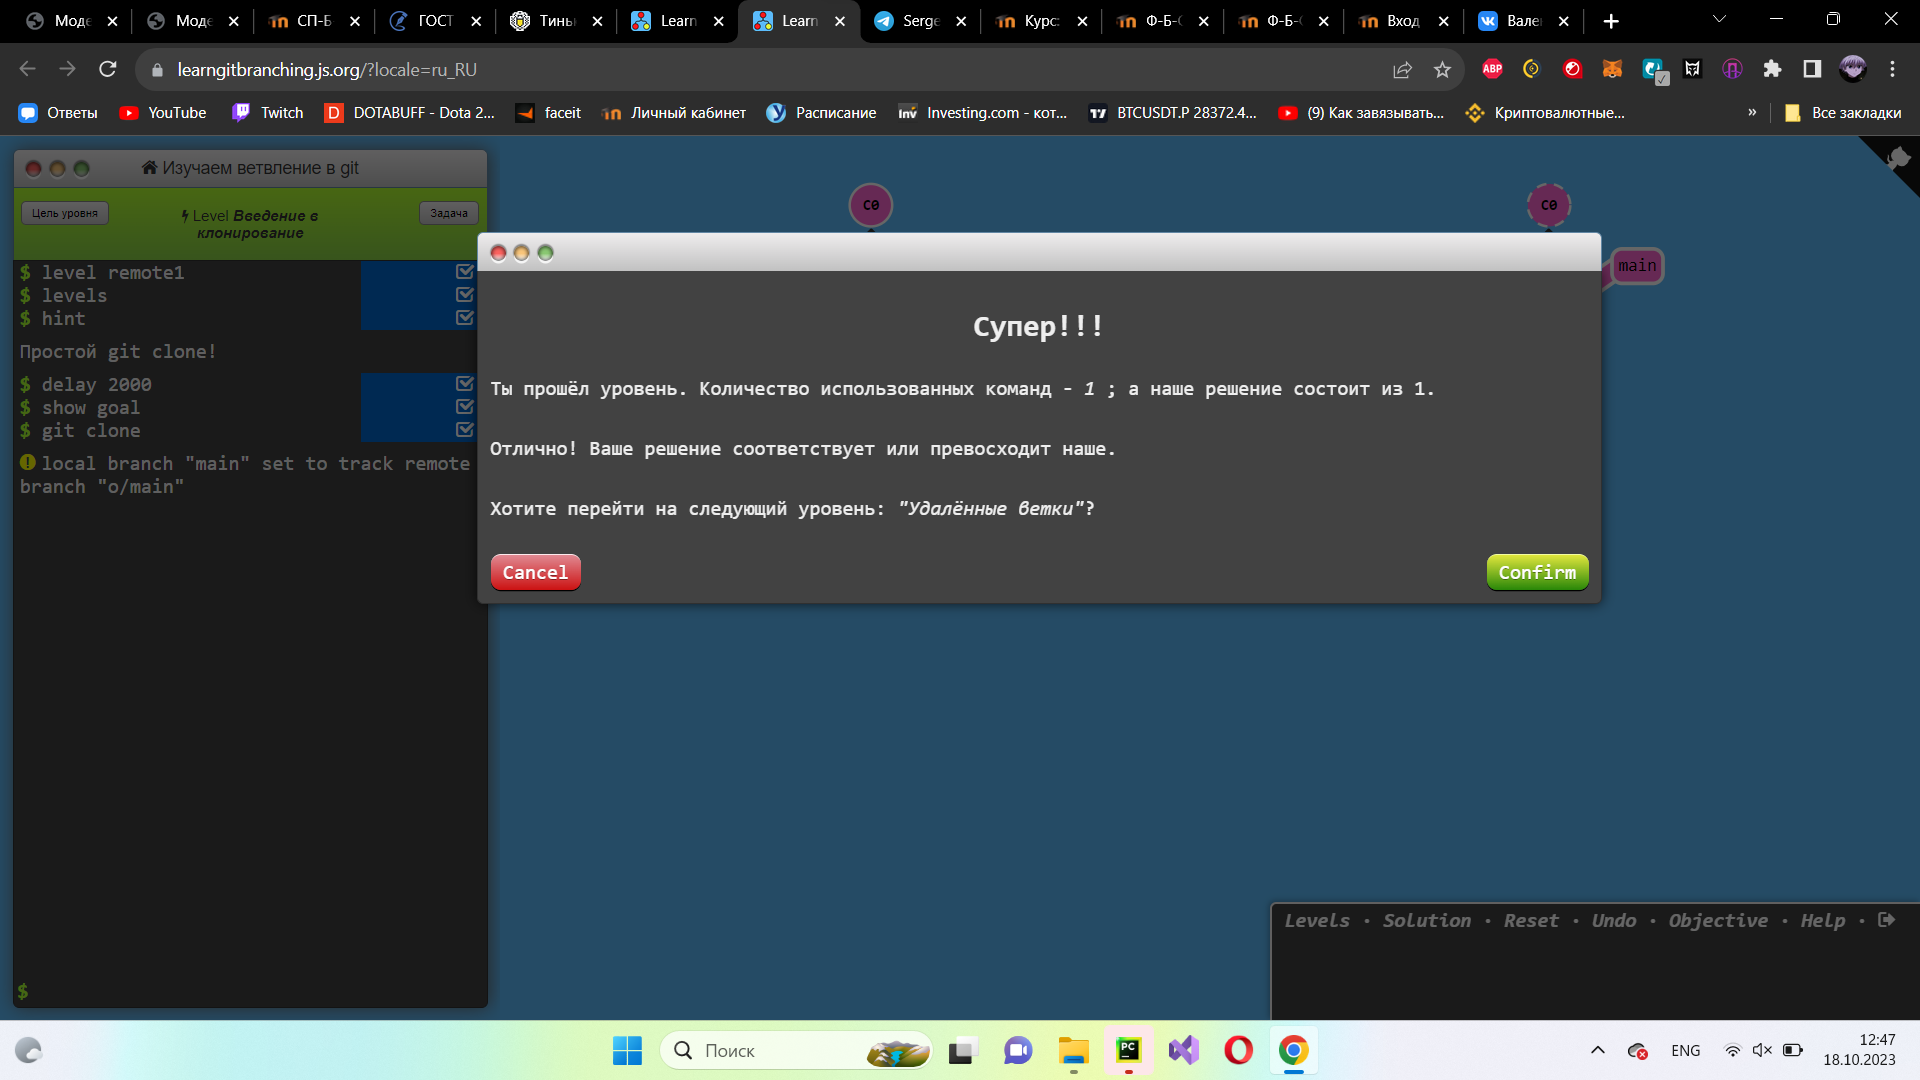 Моде
Моде
СП-Б
ГОСТ
Тинь
Learn
Learn
Serge
Курс:
Ф-Б-
Ф-Б-
Вход
Вале
learngitbranching.js.org/?locale=ru_RU
ABP
Ответы
YouTube
Twitch
DOTABUFF - Dota 2...
faceit
Личный кабинет
Расписание
Investing.com - кот...
BTCUSDT.P 28372.4...
(9) Как завязывать...
Криптовалютные...
»
Все закладки
Изучаем ветвление в git
Цель уровня
Level Введение в
клонирование
Задача
$ level remote1
$ levels
$ hint
Простой git clone!
$ delay 2000
$ show goal
$ git clone
local branch "main" set to track remote
branch "o/main"
$
C0
C0
main
Супер!!!
Ты прошёл уровень. Количество использованных команд - 1 ; а наше решение состоит из 1.
Отлично! Ваше решение соответствует или превосходит наше.
Хотите перейти на следующий уровень: "Удалённые ветки"?
Cancel
Confirm
Levels · Solution · Reset · Undo · Objective · Help ·
Поиск
PC
ENG
12:47
18.10.2023